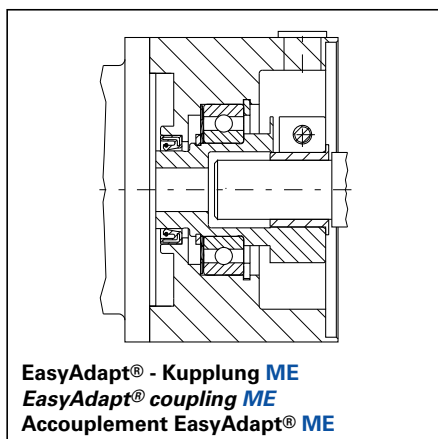 EasyAdapt® - Kupplung ME
EasyAdapt® coupling ME
Accouplement EasyAdapt® ME